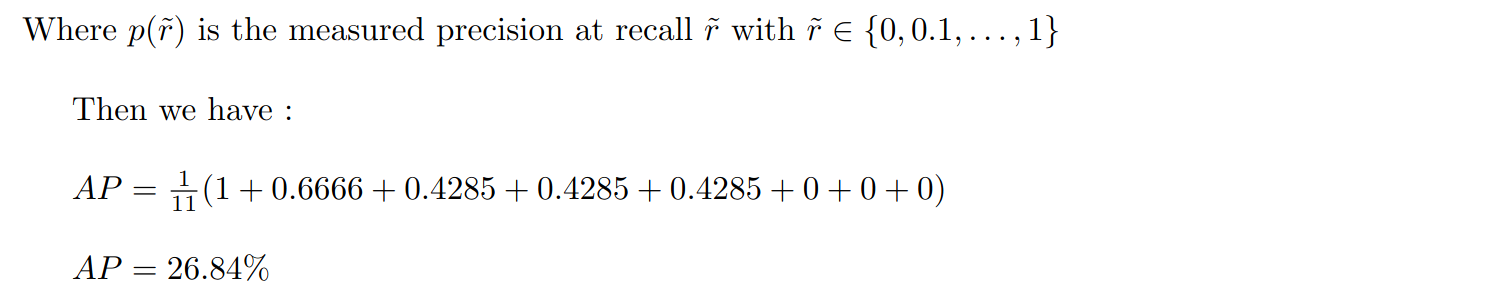 Where p(r̃) is the measured precision at recall r̃ with r̃ ∈ {0, 0.1, . . . , 1}
Then we have :
AP = 1/11 (1 + 0.6666 + 0.4285 + 0.4285 + 0.4285 + 0 + 0 + 0)
AP = 26.84%